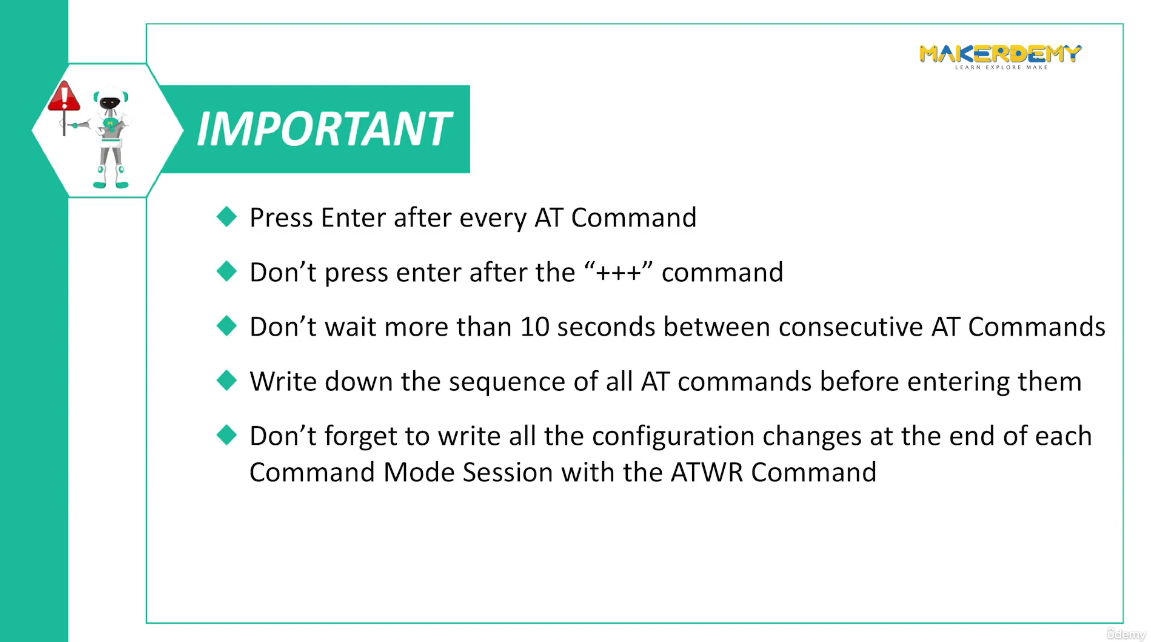 MAKERDEMY
LEARN EXPLORE MAKE
IMPORTANT
Press Enter after every AT Command
Don’t press enter after the “+++” command
Don’t wait more than 10 seconds between consecutive AT Commands
Write down the sequence of all AT commands before entering them
Don’t forget to write all the configuration changes at the end of each
Command Mode Session with the ATWR Command
ûdemy